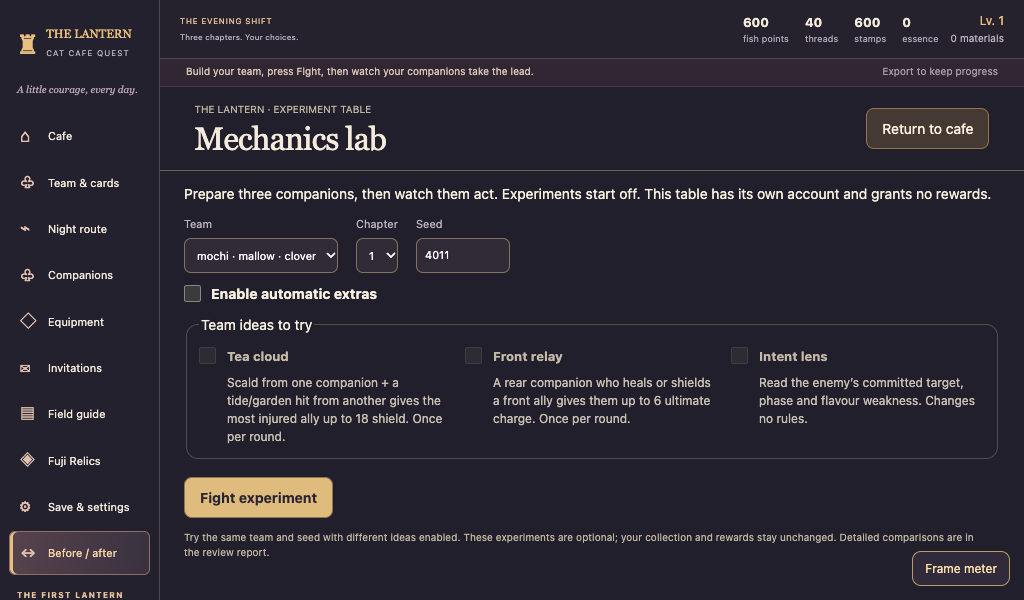 THE LANTERN
CAT CAFE QUEST
A little courage, every day.
Cafe
Team & cards
Night route
Companions
Equipment
Invitations
Field guide
Fuji Relics
Save & settings
Before / after
THE FIRST LANTERN
THE EVENING SHIFT
Three chapters. Your choices.
600
fish points
40
threads
600
stamps
0
essence
Lv. 1
0 materials
Build your team, press Fight, then watch your companions take the lead.
Export to keep progress
THE LANTERN · EXPERIMENT TABLE
Mechanics lab
Return to cafe
Prepare three companions, then watch them act. Experiments start off. This table has its own account and grants no rewards.
Team
Chapter
Seed
mochi · mallow · clover
1
4011
Enable automatic extras
Team ideas to try
Tea cloud
Scald from one companion + a
tide/garden hit from another gives the
most injured ally up to 18 shield. Once
per round.
Front relay
A rear companion who heals or shields
a front ally gives them up to 6 ultimate
charge. Once per round.
Intent lens
Read the enemy's committed target,
phase and flavour weakness. Changes
no rules.
Fight experiment
Try the same team and seed with different ideas enabled. These experiments are optional; your collection and rewards stay unchanged. Detailed comparisons are in
the review report.
Frame meter